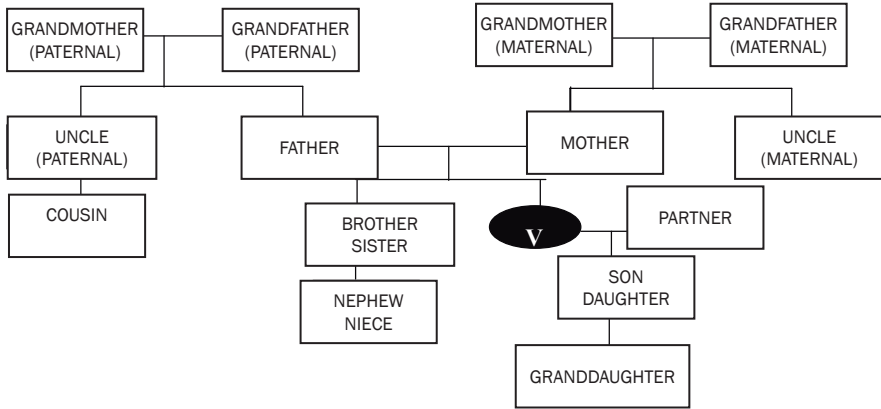 GRANDMOTHER
(PATERNAL)
GRANDFATHER
(PATERNAL)
GRANDMOTHER
(MATERNAL)
GRANDFATHER
(MATERNAL)
UNCLE
(PATERNAL)
FATHER
MOTHER
UNCLE
(MATERNAL)
COUSIN
BROTHER
SISTER
V
PARTNER
NEPHEW
NIECE
SON
DAUGHTER
GRANDDAUGHTER